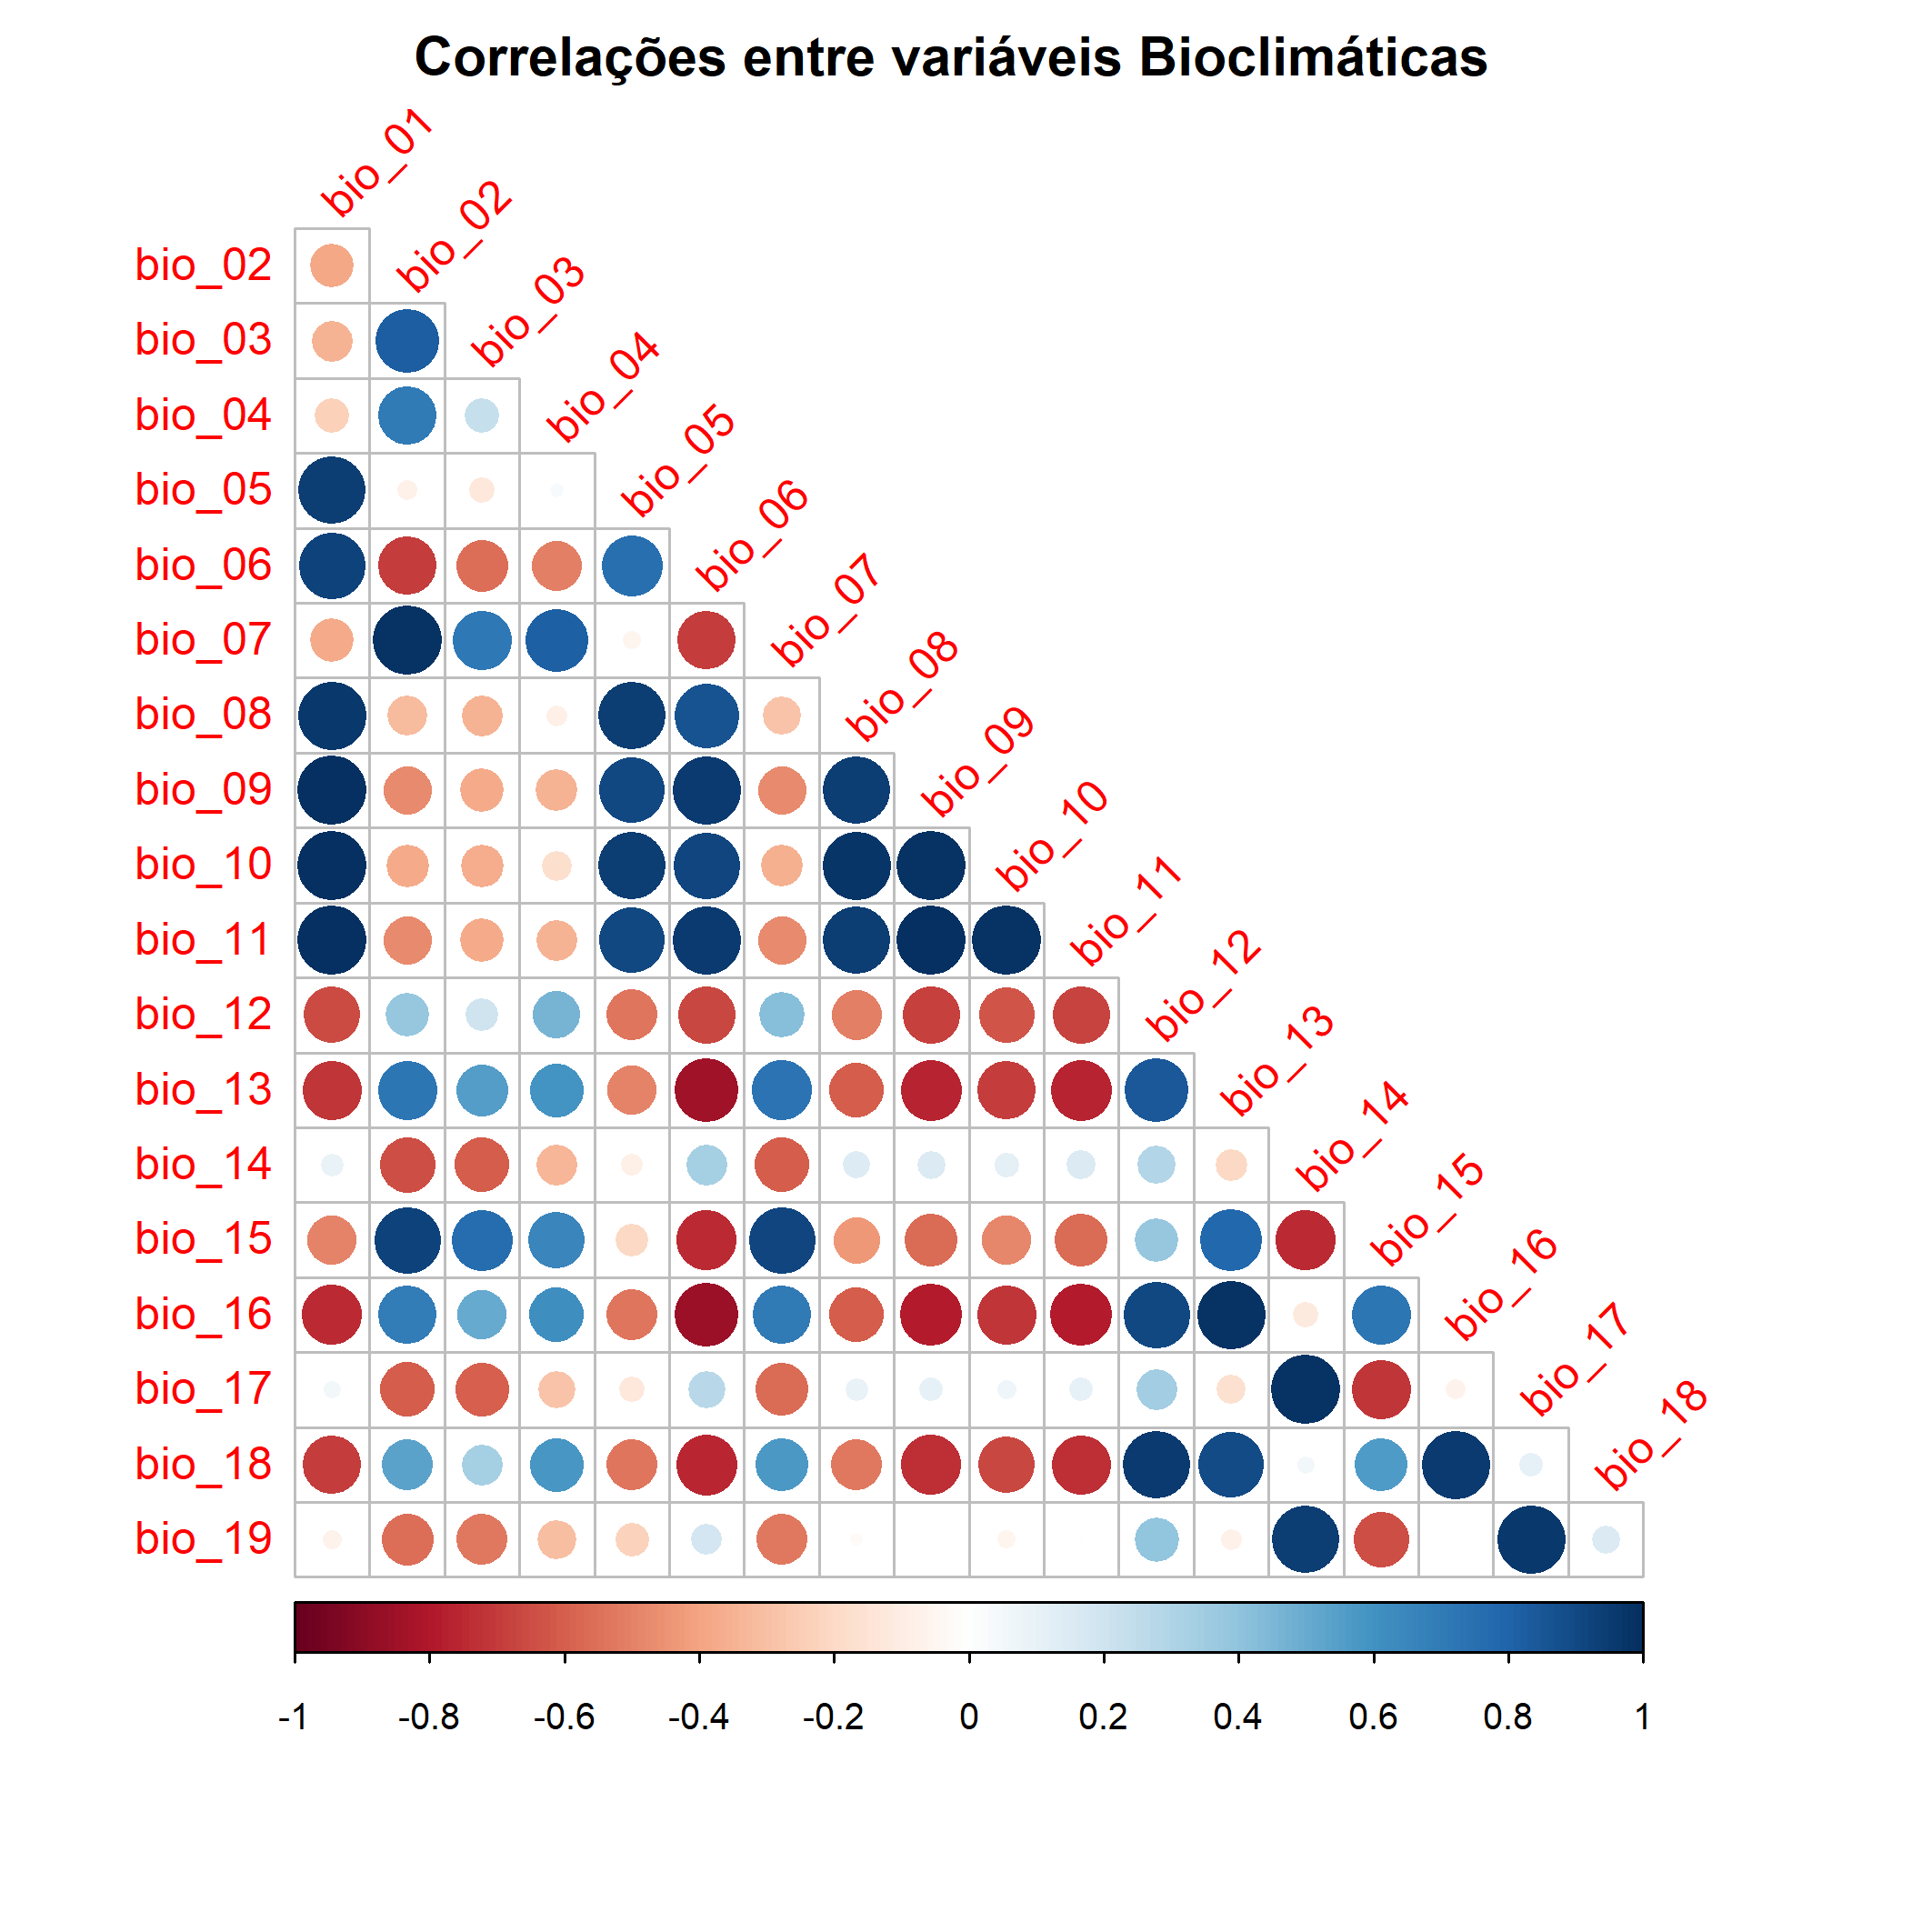 Correlações entre variáveis Bioclimáticas
bio_01
bio_02 bio_02
bio_03 bio_03
bio_04 bio_04
bio_05 bio_05
bio_06 bio_06
bio_07 bio_07
bio_08 bio_08
bio_09 bio_09
bio_10 bio_10
bio_11 bio_11
bio_12 bio_12
bio_13 bio_13
bio_14 bio_14
bio_15 bio_15
bio_16 bio_16
bio_17 bio_17
bio_18 bio_18
bio_19
-1 -0.8 -0.6 -0.4 -0.2 0 0.2 0.4 0.6 0.8 1